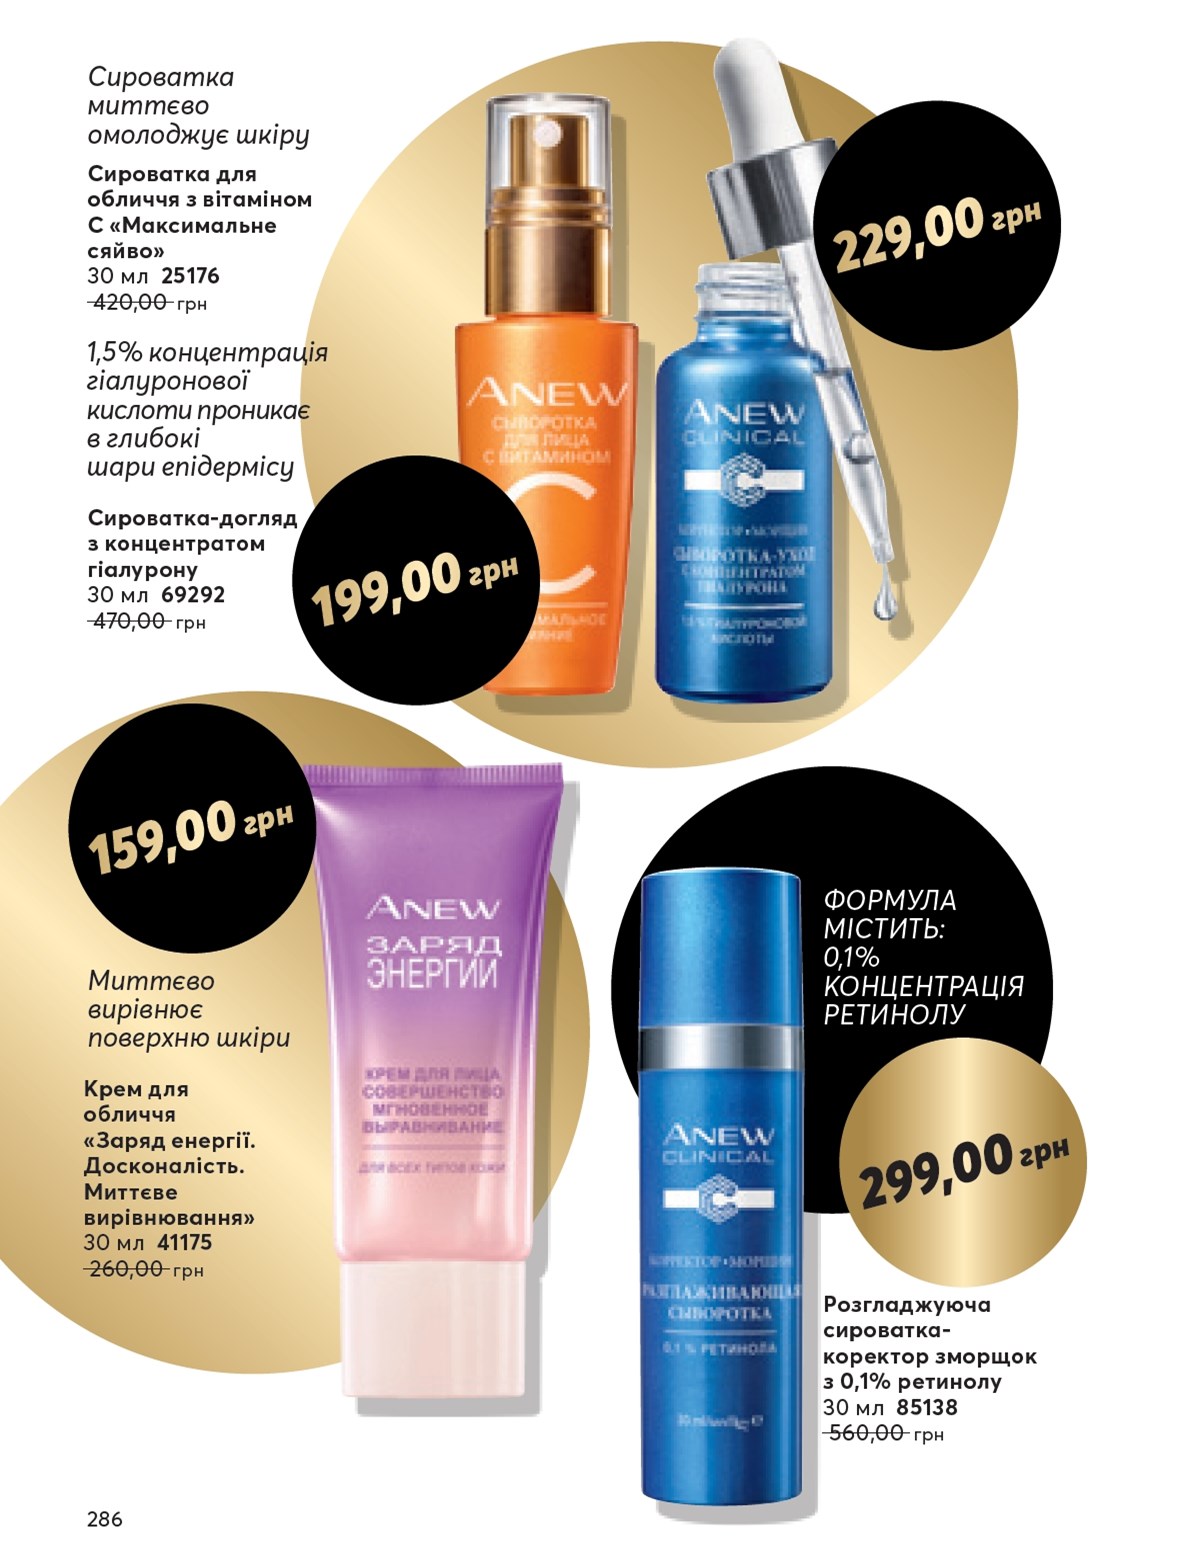 Сироватка
миттєво
омолоджує шкіру
Сироватка для
обличчя з вітаміном
С «Максимальне
сяйво»
30 мл 25176
420,00 грн
1,5% концентрація
гіалуронової
кислоти проникає
в глибокі
шари епідермісу
Сироватка-догляд
з концентратом
гіалурону
30 мл 69292
470,00 грн
ANEW
СЫВОРОТКА
ДЛЯ ЛИЦА
С ВИТАМИНОМ
C
199,00 грн
ANEW
CLINICAL
КОРРЕКТОР•МОРЩИН
СЫВОРОТКА-УХОД
С КОНЦЕНТРАТОМ
ГИАЛУРОНА
1,5 % ГИАЛУРОНОВОЙ
КИСЛОТЫ
229,00 грн
159,00 грн
Миттєво
вирівнює
поверхню шкіри
Крем для
обличчя
«Заряд енергії.
Досконалість.
Миттєве
вирівнювання»
30 мл 41175
260,00 грн
ANEW
ЗАРЯД
ЭНЕРГИИ
КРЕМ ДЛЯ ЛИЦА
СОВЕРШЕНСТВО
МГНОВЕННОЕ
ВЫРАВНИВАНИЕ
ДЛЯ ВСЕХ ТИПОВ КОЖИ
ФОРМУЛА
МІСТИТЬ:
0,1%
КОНЦЕНТРАЦІЯ
РЕТИНОЛУ
299,00 грн
ANEW
CLINICAL
КОРРЕКТОР•МОРЩИН
РАЗГЛАЖИВАЮЩАЯ
СЫВОРОТКА
0,1 % РЕТИНОЛА
Розгладжуюча
сироватка-
коректор зморщок
з 0,1% ретинолу
30 мл 85138
560,00 грн
286